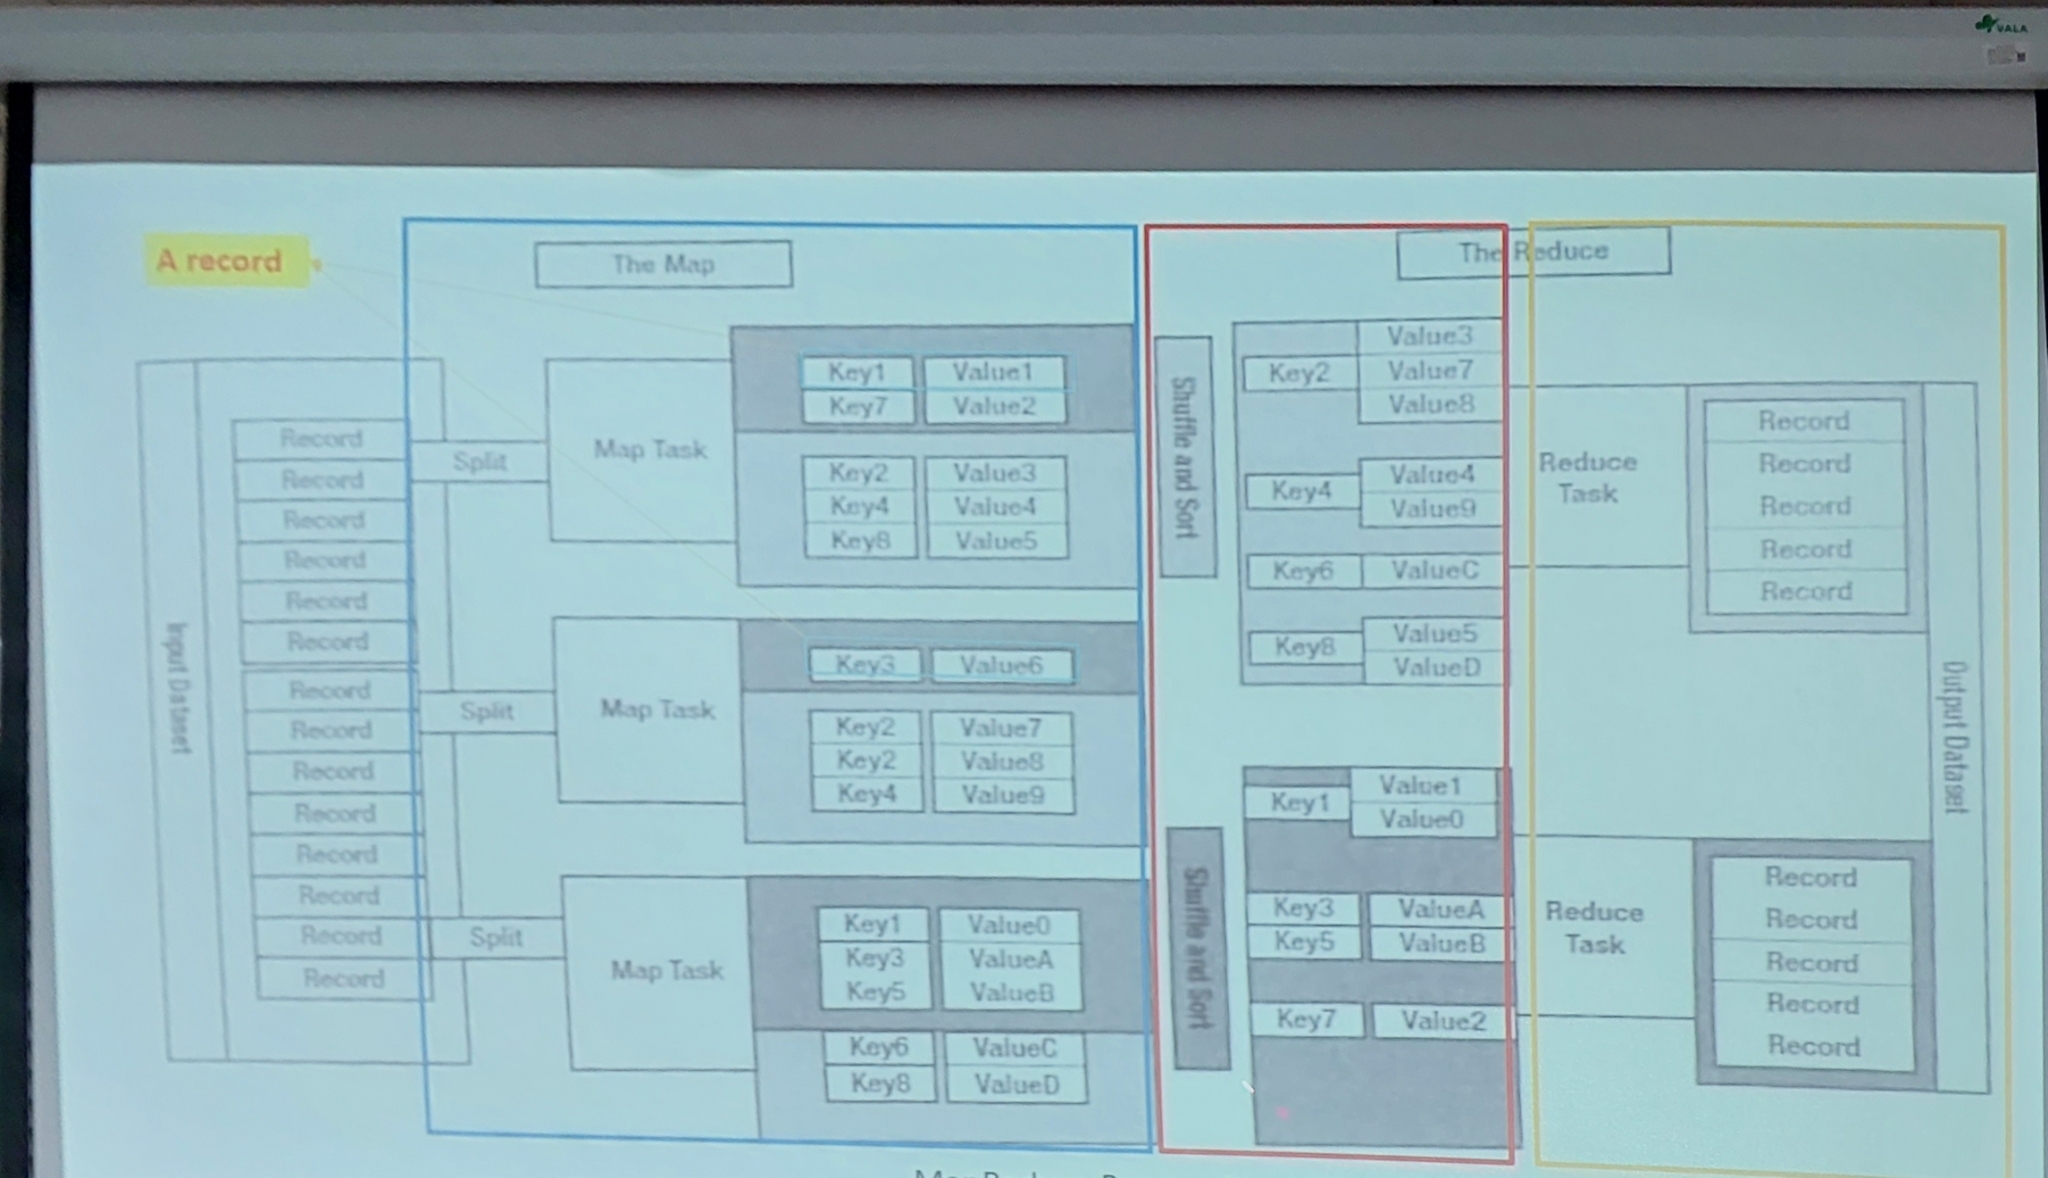 VALA
A record
The Map
The Reduce
Input Dataset
Record
Record
Record
Record
Record
Record
Record
Record
Record
Record
Record
Record
Record
Record
Split
Split
Split
Map Task
Key1 Value1
Key7 Value2
Key2 Value3
Key4 Value4
Key8 Value5
Map Task
Key3 Value6
Key2 Value7
Key2 Value8
Key4 Value9
Map Task
Key1 Value0
Key3 ValueA
Key5 ValueB
Key6 ValueC
Key8 ValueD
Shuffle and Sort
Key2
Value3
Value7
Value8
Key4
Value4
Value9
Key6 ValueC
Key8
Value5
ValueD
Shuffle and Sort
Key1
Value1
Value0
Key3 ValueA
Key5 ValueB
Key7 Value2
Reduce
Task
Record
Record
Record
Record
Record
Reduce
Task
Record
Record
Record
Record
Record
Output Dataset